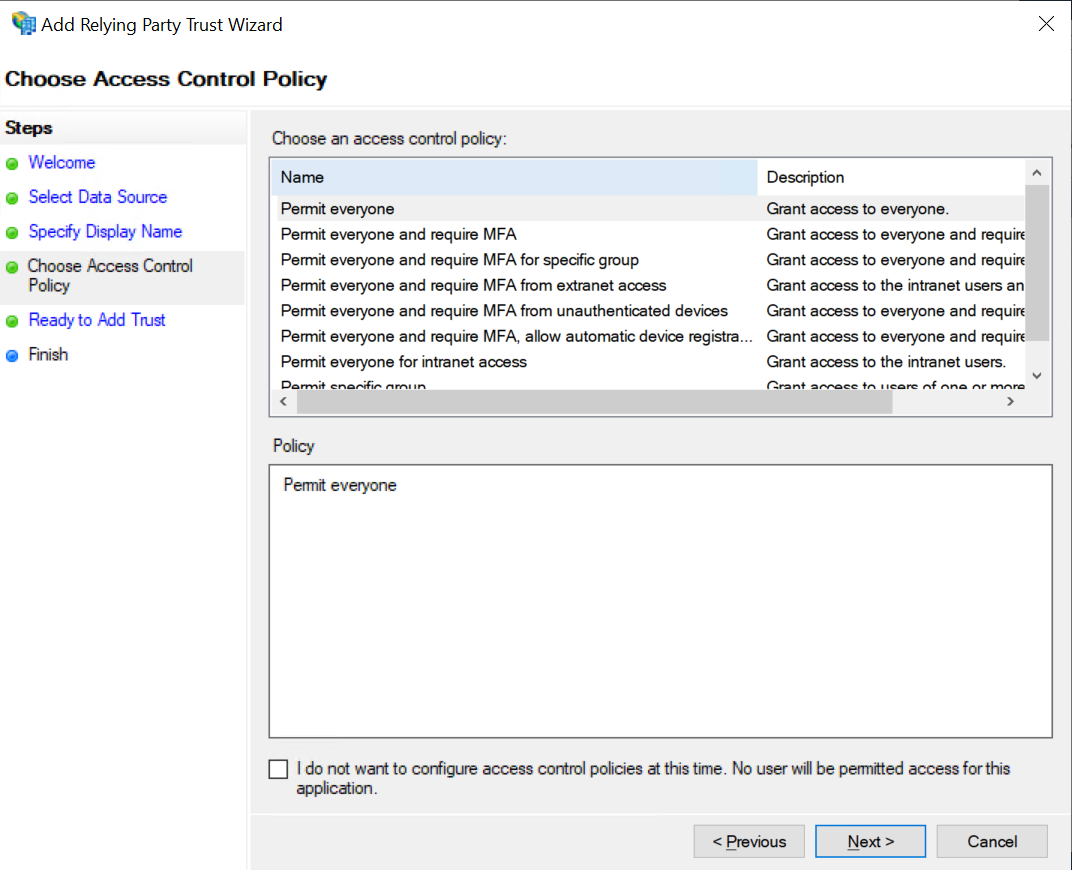 Add Relying Party Trust Wizard
Choose Access Control Policy
Steps
Welcome
Select Data Source
Specify Display Name
Choose Access Control
Policy
Ready to Add Trust
Finish
Choose an access control policy:
Name Description
Permit everyone Grant access to everyone.
Permit everyone and require MFA Grant access to everyone and require
Permit everyone and require MFA for specific group Grant access to everyone and require
Permit everyone and require MFA from extranet access Grant access to the intranet users an
Permit everyone and require MFA from unauthenticated devices Grant access to everyone and require
Permit everyone and require MFA, allow automatic device registra... Grant access to everyone and require
Permit everyone for intranet access Grant access to the intranet users.
Permit specific group Grant access to users of one or more
Policy
Permit everyone
I do not want to configure access control policies at this time. No user will be permitted access for this
application.
< Previous Next > Cancel